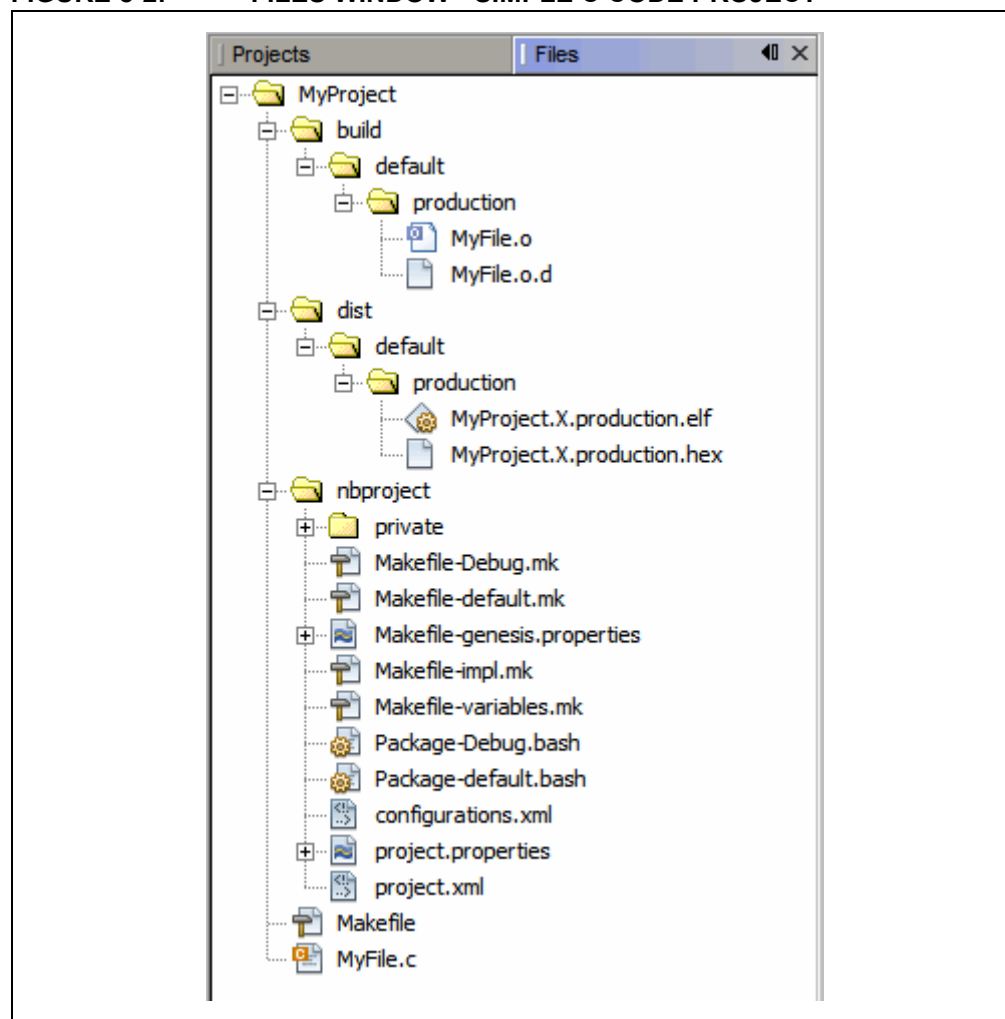 FIGURE 8-2: FILES WINDOW - SIMPLE C CODE PROJECT
Projects Files
MyProject
build
default
production
MyFile.o
MyFile.o.d
dist
default
production
MyProject.X.production.elf
MyProject.X.production.hex
nbproject
private
Makefile-Debug.mk
Makefile-default.mk
Makefile-genesis.properties
Makefile-impl.mk
Makefile-variables.mk
Package-Debug.bash
Package-default.bash
configurations.xml
project.properties
project.xml
Makefile
MyFile.c